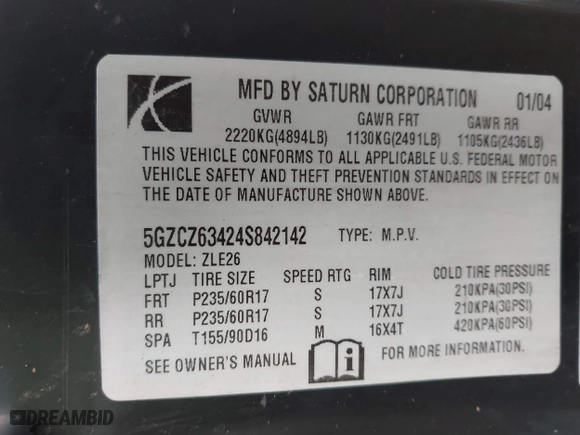 MFD BY SATURN CORPORATION 01/04
GVWR GAWR FRT GAWR RR
2220KG(4894LB) 1130KG(2491LB) 1105KG(2436LB)
THIS VEHICLE CONFORMS TO ALL APPLICABLE U.S. FEDERAL MOTOR
VEHICLE SAFETY AND THEFT PREVENTION STANDARDS IN EFFECT ON
THE DATE OF MANUFACTURE SHOWN ABOVE.
5GZCZ63424S842142 TYPE: M.P.V.
MODEL: ZLE26
LPTJ TIRE SIZE SPEED RTG RIM COLD TIRE PRESSURE
FRT P235/60R17 S 17X7J 210KPA(30PSI)
RR P235/60R17 S 17X7J 210KPA(30PSI)
SPA T155/90D16 M 16X4T 420KPA(60PSI)
SEE OWNER'S MANUAL FOR MORE INFORMATION.
DREAMBID